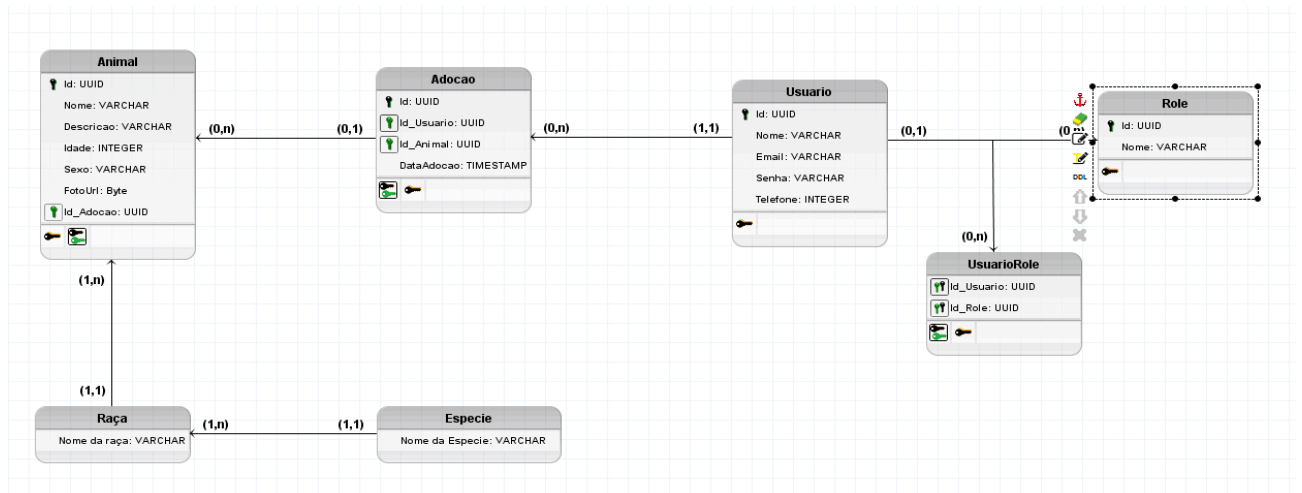 Animal
Id: UUID
Nome: VARCHAR
Descricao: VARCHAR
Idade: INTEGER
Sexo: VARCHAR
FotoUrl: Byte
Id_Adocao: UUID
(0,n)
(0,1)
Adocao
Id: UUID
Id_Usuario: UUID
Id_Animal: UUID
DataAdocao: TIMESTAMP
(0,n)
(1,1)
Usuario
Id: UUID
Nome: VARCHAR
Email: VARCHAR
Senha: VARCHAR
Telefone: INTEGER
(0,1)
(0
DDL
Role
Id: UUID
Nome: VARCHAR
(0,n)
UsuarioRole
Id_Usuario: UUID
Id_Role: UUID
(1,n)
(1,1)
Raça
Nome da raça: VARCHAR
(1,n)
(1,1)
Especie
Nome da Especie: VARCHAR